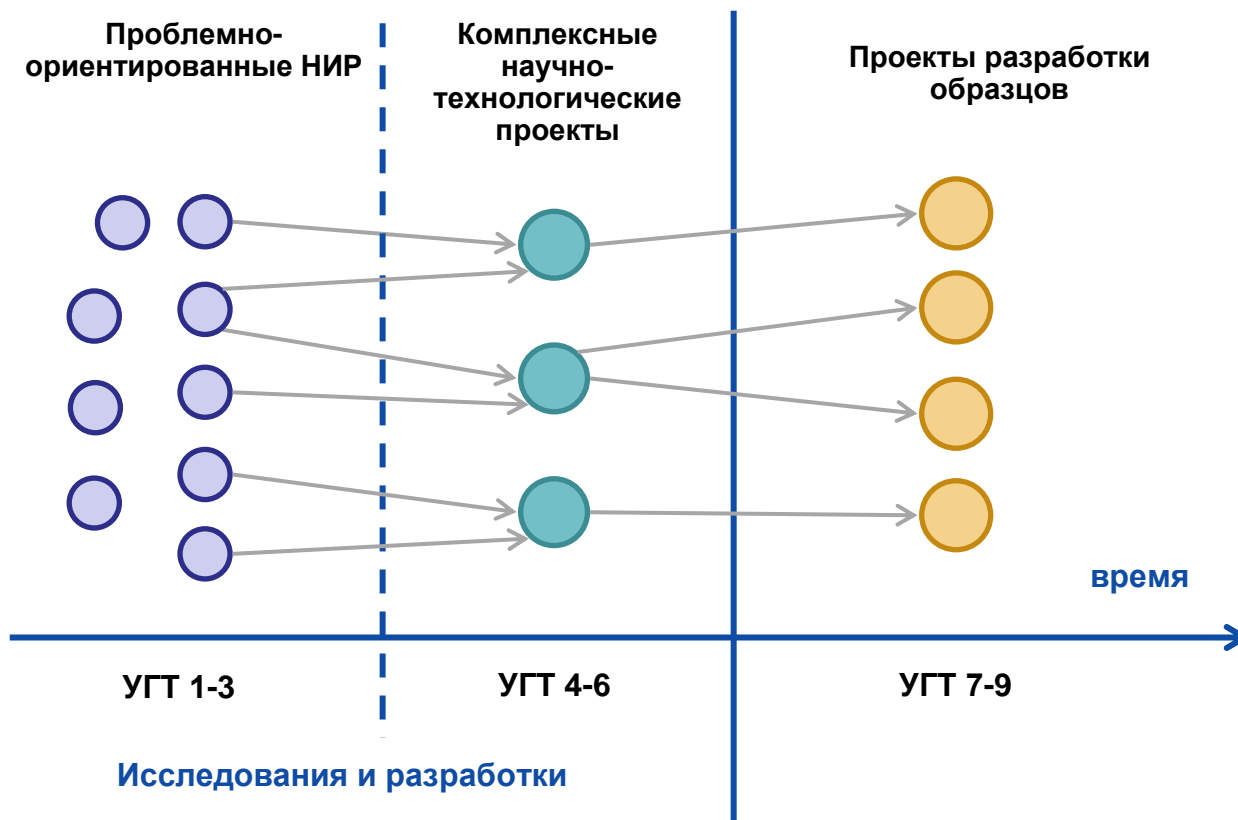 Проблемно-
ориентированные НИР
Комплексные
научно-
технологические
проекты
Проекты разработки
образцов
время
УГТ 1-3
УГТ 4-6
УГТ 7-9
Исследования и разработки